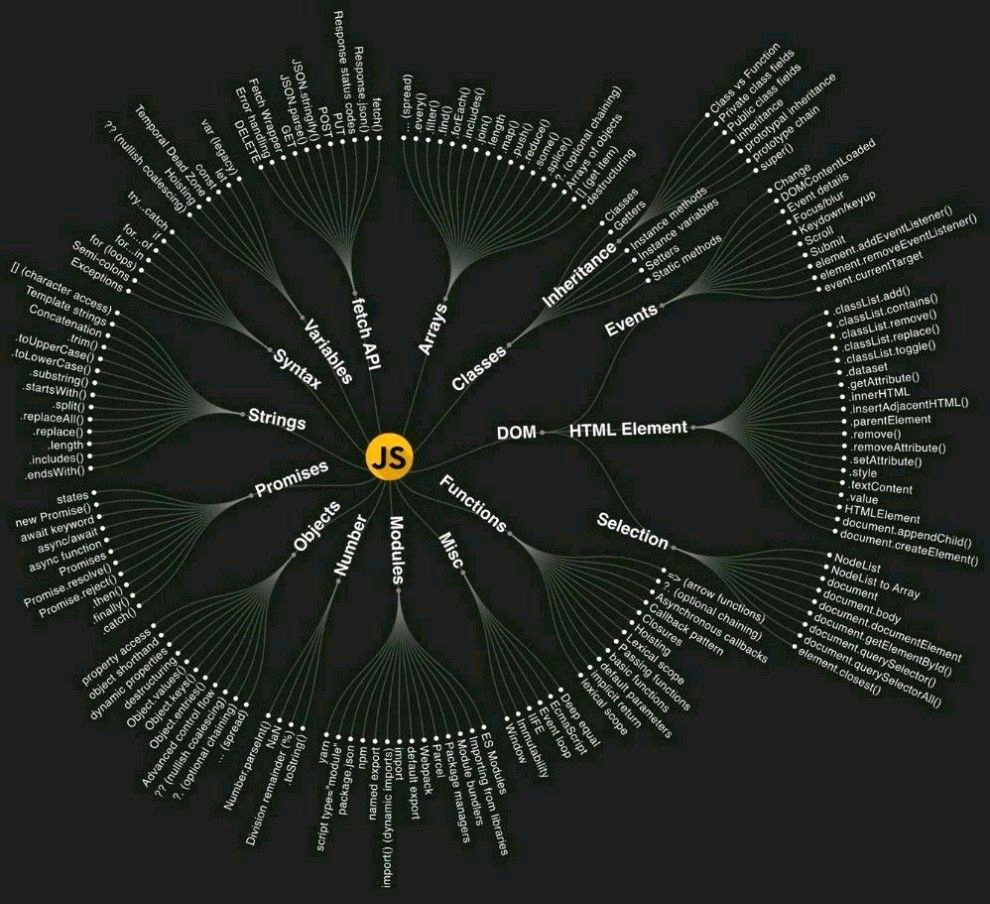 JS
fetch API
fetch()
Response.json()
Response status codes
PUT
POST
JSON.stringify()
JSON.parse()
GET
Fetch Wrapper
Error handling
DELETE
Arrays
... (spread)
.every()
.filter()
.find()
.forEach()
.includes()
.join()
.length
.map()
.push()
.reduce()
.some()
.splice()
?. (optional chaining)
Arrays of objects
[] (get item)
destructuring
Classes
Classes
Getters
Inheritance
Class vs Function
Private class fields
Public class fields
Inheritance
prototypal inheritance
prototype chain
super()
Instance methods
Instance variables
Setters
Static methods
DOM
Events
Change
DOMContentLoaded
Event details
Focus/blur
Keydown/keyup
Scroll
Submit
element.addEventListener()
element.removeEventListener()
event.currentTarget
HTML Element
.classList.add()
.classList.contains()
.classList.remove()
.classList.replace()
.classList.toggle()
.dataset
.getAttribute()
.innerHTML
.insertAdjacentHTML()
.parentElement
.remove()
.removeAttribute()
.setAttribute()
.style
.textContent
.value
HTMLElement
document.appendChild()
document.createElement()
Selection
NodeList
NodeList to Array
document
document.body
document.documentElement
document.getElementById()
document.querySelector()
document.querySelectorAll()
element.closest()
Functions
=> (arrow functions)
?. (optional chaining)
Asynchronous callbacks
Callback pattern
Closures
Hoisting
Lexical scope
Passing functions
basic functions
default parameters
implicit return
lexical scope
Misc
Deep equal
EcmaScript
Event loop
IIFE
Immutability
Window
Modules
ES Modules
Importing from libraries
Module bundlers
Package managers
Parcel
Webpack
default export
import
import() (dynamic imports)
named export
npm
package.json
script type="module"
yarn
Number
.toString()
Division remainder (%)
NaN
Number.parseInt()
Objects
... (spread)
?. (optional chaining)
?? (nullish coalescing)
Advanced control flow
Object.entries()
Object.keys()
Object.values()
destructuring
dynamic properties
object shorthand
property access
Promises
.catch()
.finally()
.then()
Promise.reject()
Promise.resolve()
Promises
async function
async/await
await keyword
new Promise()
states
Strings
.endsWith()
.includes()
.length
.replace()
.replaceAll()
.split()
.startsWith()
.substring()
.toLowerCase()
.toUpperCase()
.trim()
Concatenation
Template strings
[] (character access)
Syntax
Exceptions
Semi-colons
for (loops)
for...in
for...of
try..catch
Variables
?? (nullish coalescing)
Hoisting
Temporal Dead Zone
const
let
var (legacy)